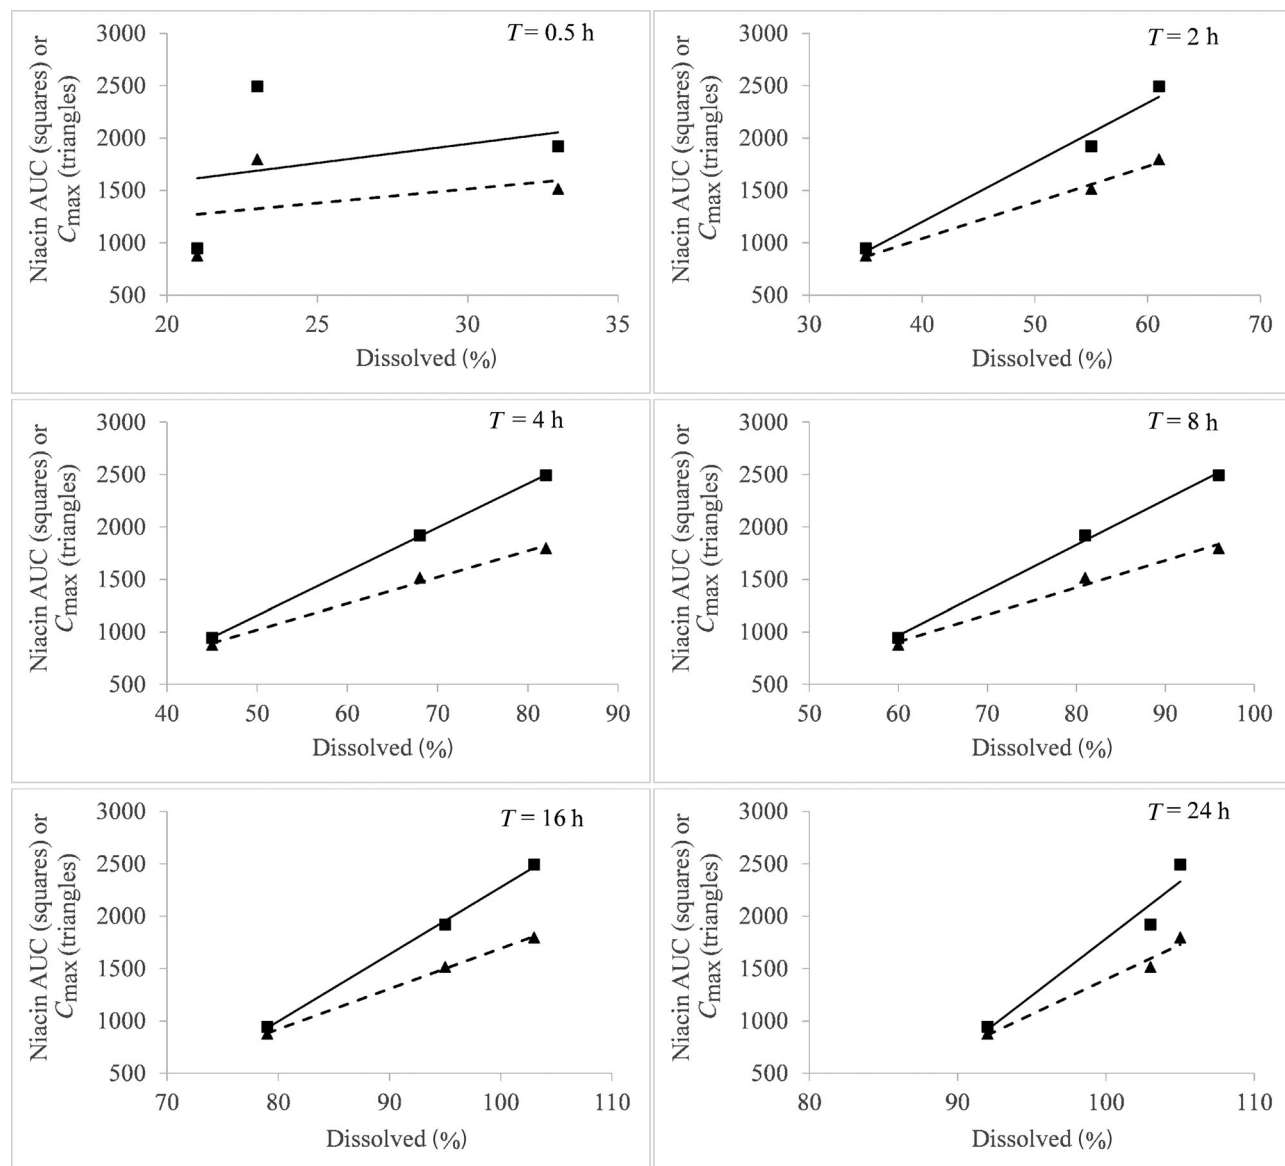 T = 0.5 h
Niacin AUC (squares) or
Cmax (triangles)
3000
2500
2000
1500
1000
500
20 25 30 35
Dissolved (%)
T = 2 h
Niacin AUC (squares) or
Cmax (triangles)
3000
2500
2000
1500
1000
500
30 40 50 60 70
Dissolved (%)
T = 4 h
Niacin AUC (squares) or
Cmax (triangles)
3000
2500
2000
1500
1000
500
40 50 60 70 80 90
Dissolved (%)
T = 8 h
Niacin AUC (squares) or
Cmax (triangles)
3000
2500
2000
1500
1000
500
50 60 70 80 90 100
Dissolved (%)
T = 16 h
Niacin AUC (squares) or
Cmax (triangles)
3000
2500
2000
1500
1000
500
70 80 90 100 110
Dissolved (%)
T = 24 h
Niacin AUC (squares) or
Cmax (triangles)
3000
2500
2000
1500
1000
500
80 90 100 110
Dissolved (%)